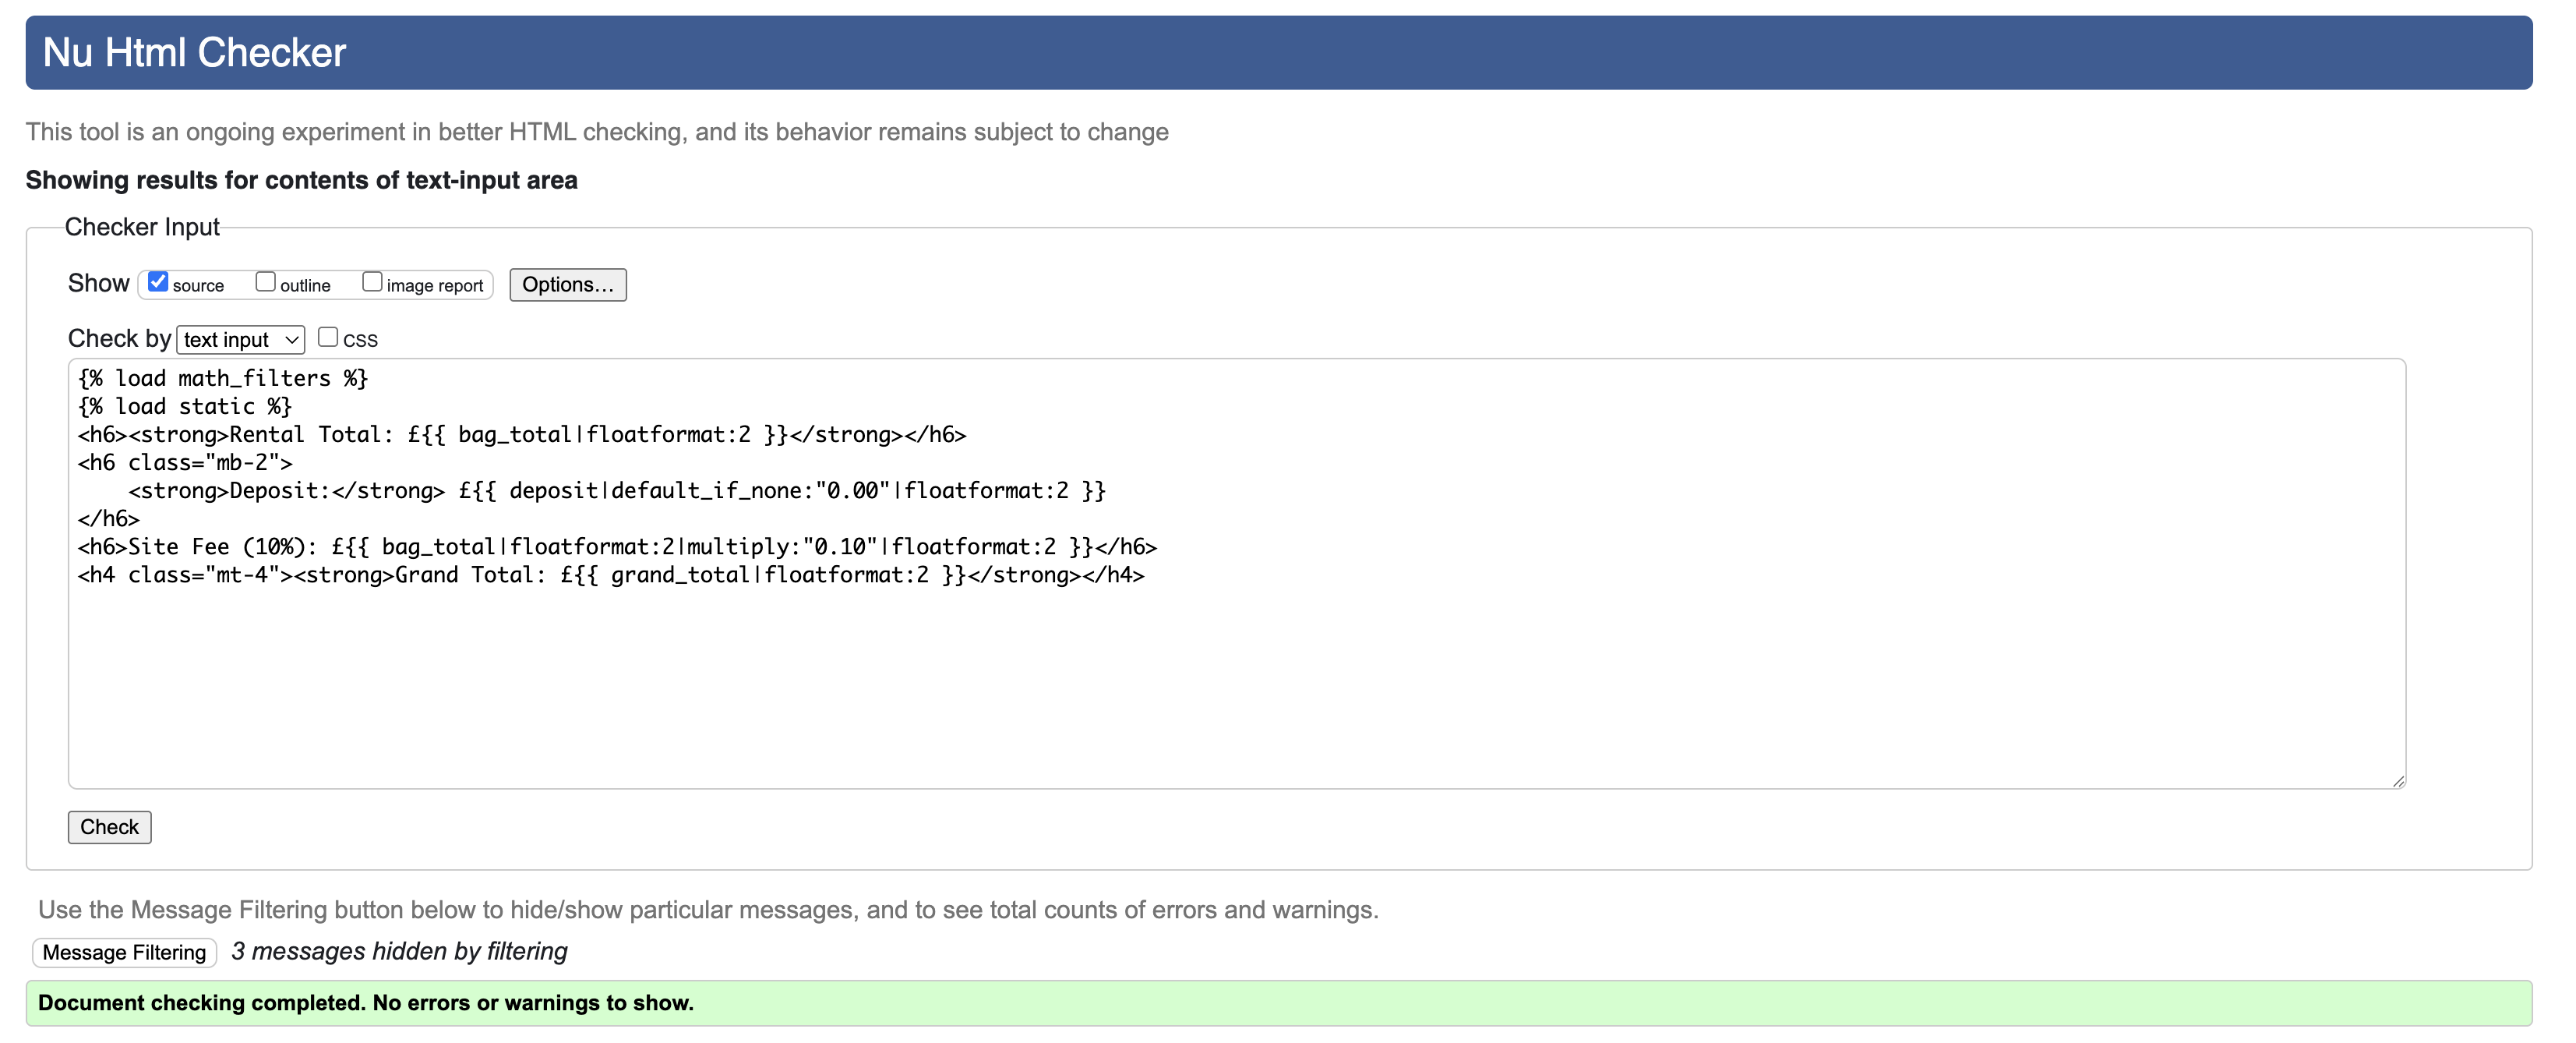 Nu Html Checker
This tool is an ongoing experiment in better HTML checking, and its behavior remains subject to change
Showing results for contents of text-input area
Checker Input
Show source outline image report Options...
Check by text input css
{% load math_filters %}
{% load static %}
<h6><strong>Rental Total: £{{ bag_total|floatformat:2 }}</strong></h6>
<h6 class="mb-2">
    <strong>Deposit:</strong> £{{ deposit|default_if_none:"0.00"|floatformat:2 }}
</h6>
<h6>Site Fee (10%): £{{ bag_total|floatformat:2|multiply:"0.10"|floatformat:2 }}</h6>
<h4 class="mt-4"><strong>Grand Total: £{{ grand_total|floatformat:2 }}</strong></h4>
Check
Use the Message Filtering button below to hide/show particular messages, and to see total counts of errors and warnings.
Message Filtering 3 messages hidden by filtering
Document checking completed. No errors or warnings to show.